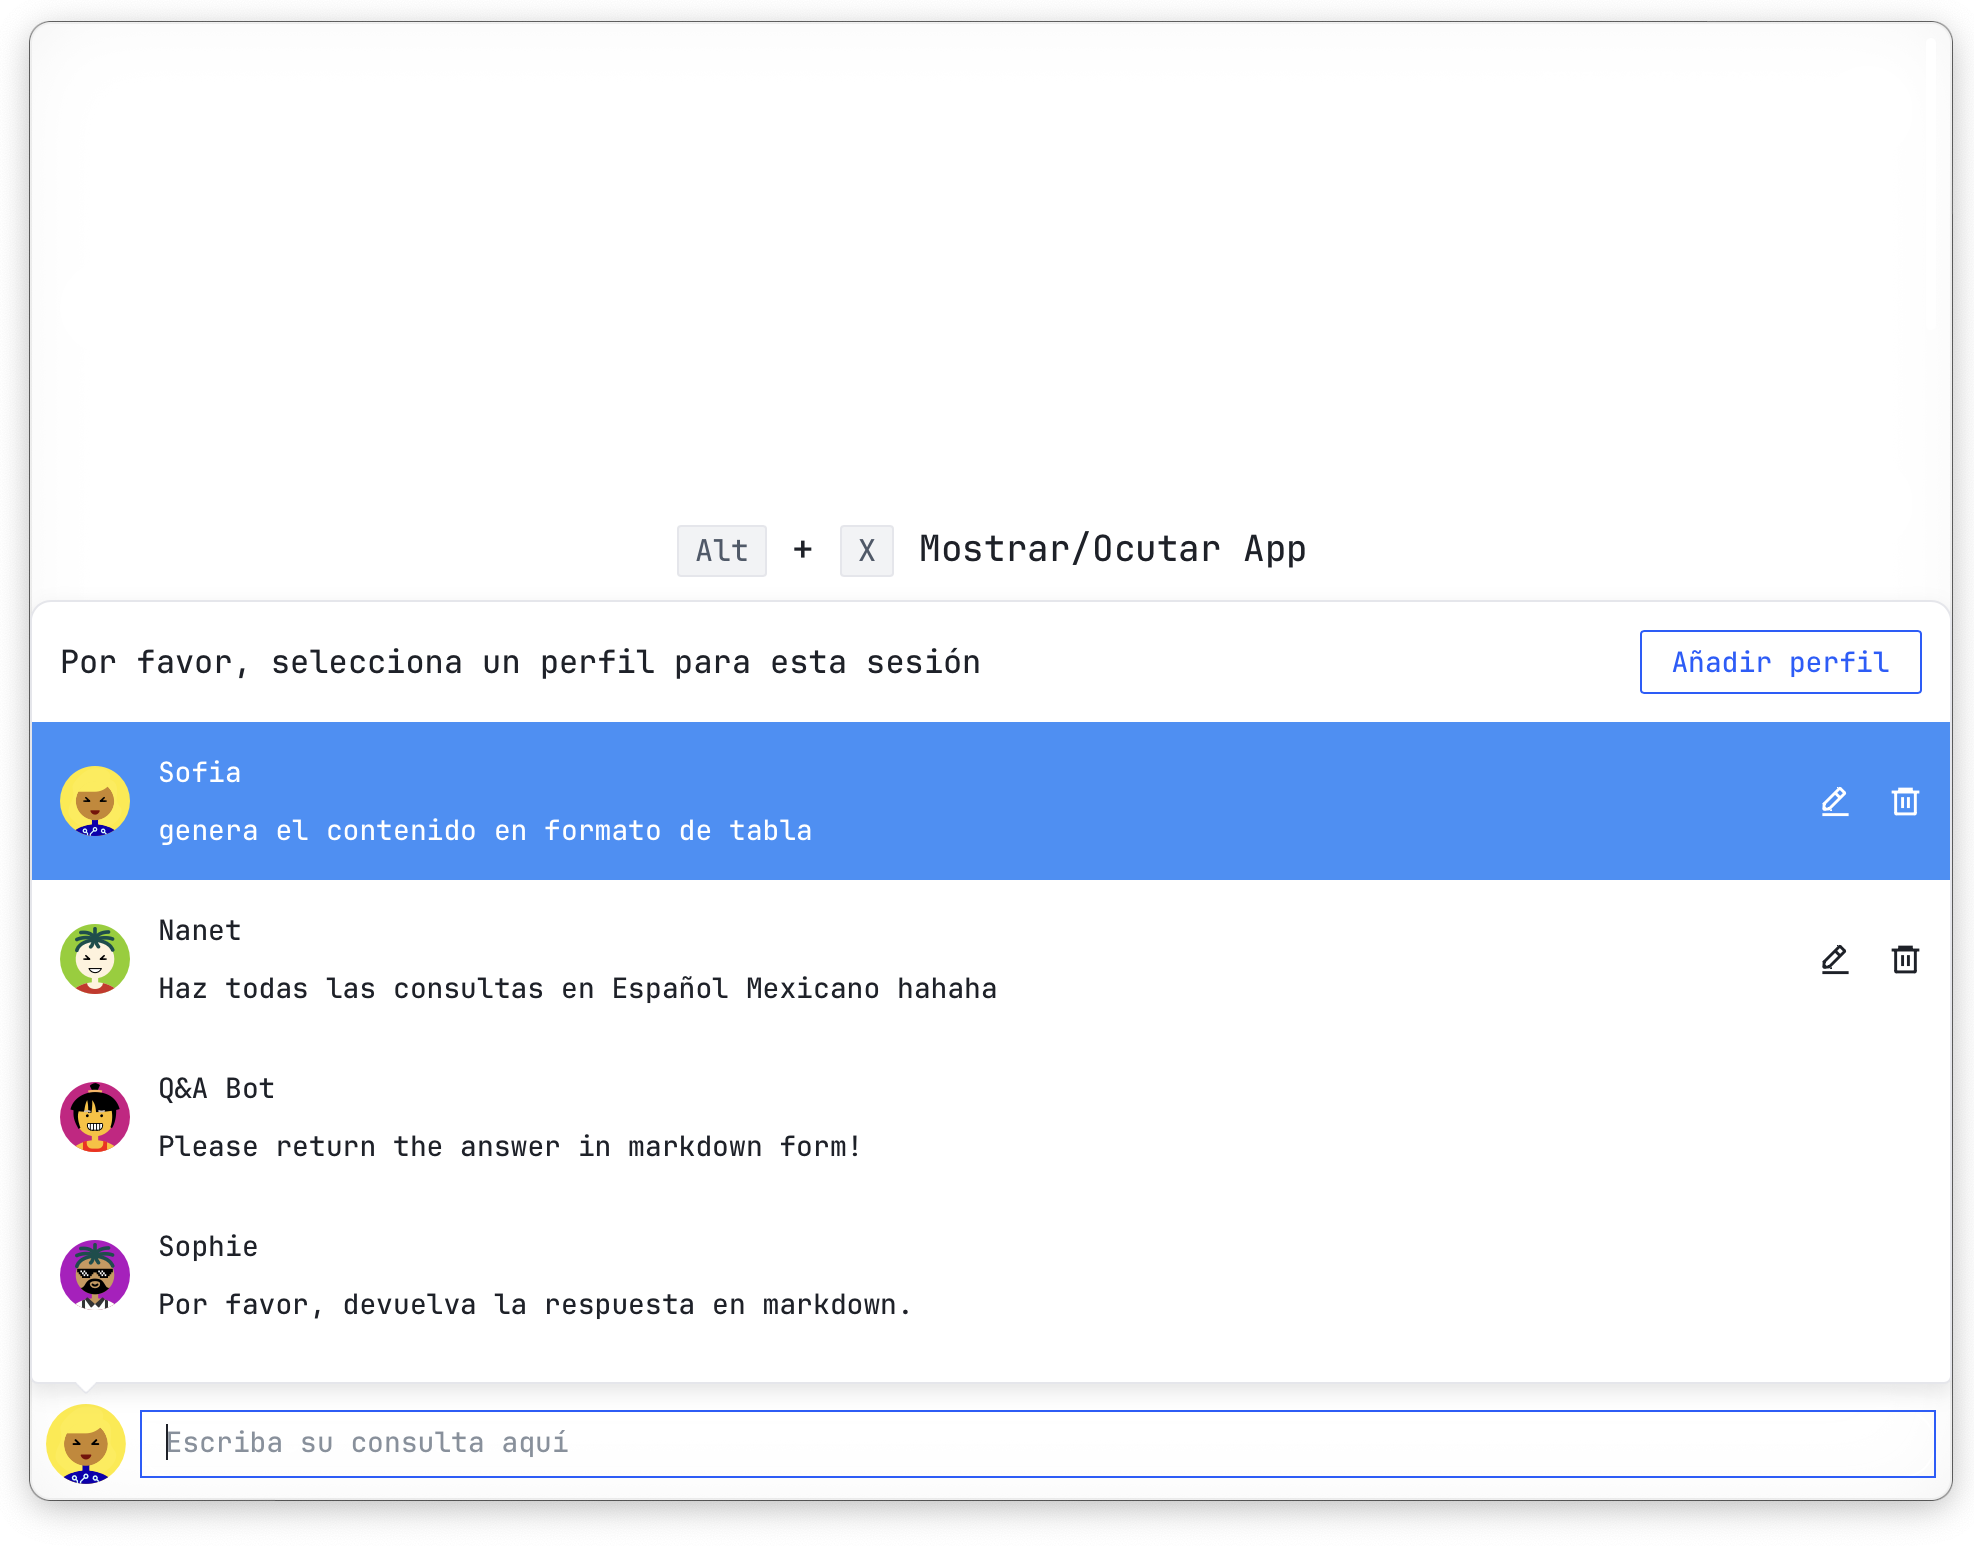 Alt + X Mostrar/Ocutar App
Por favor, selecciona un perfil para esta sesión
Añadir perfil
Sofia
genera el contenido en formato de tabla
Nanet
Haz todas las consultas en Español Mexicano hahaha
Q&A Bot
Please return the answer in markdown form!
Sophie
Por favor, devuelva la respuesta en markdown.
Escriba su consulta aquí